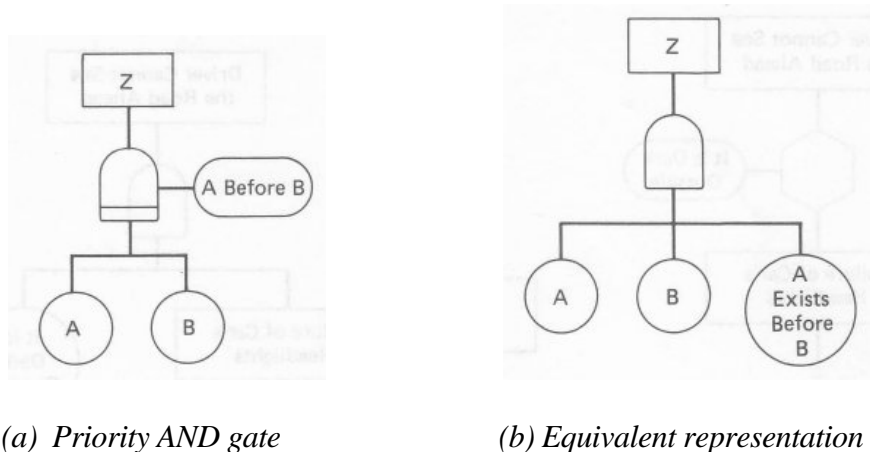 Z
A Before B
A
B
(a) Priority AND gate
Z
A
B
A
Exists
Before
B
(b) Equivalent representation